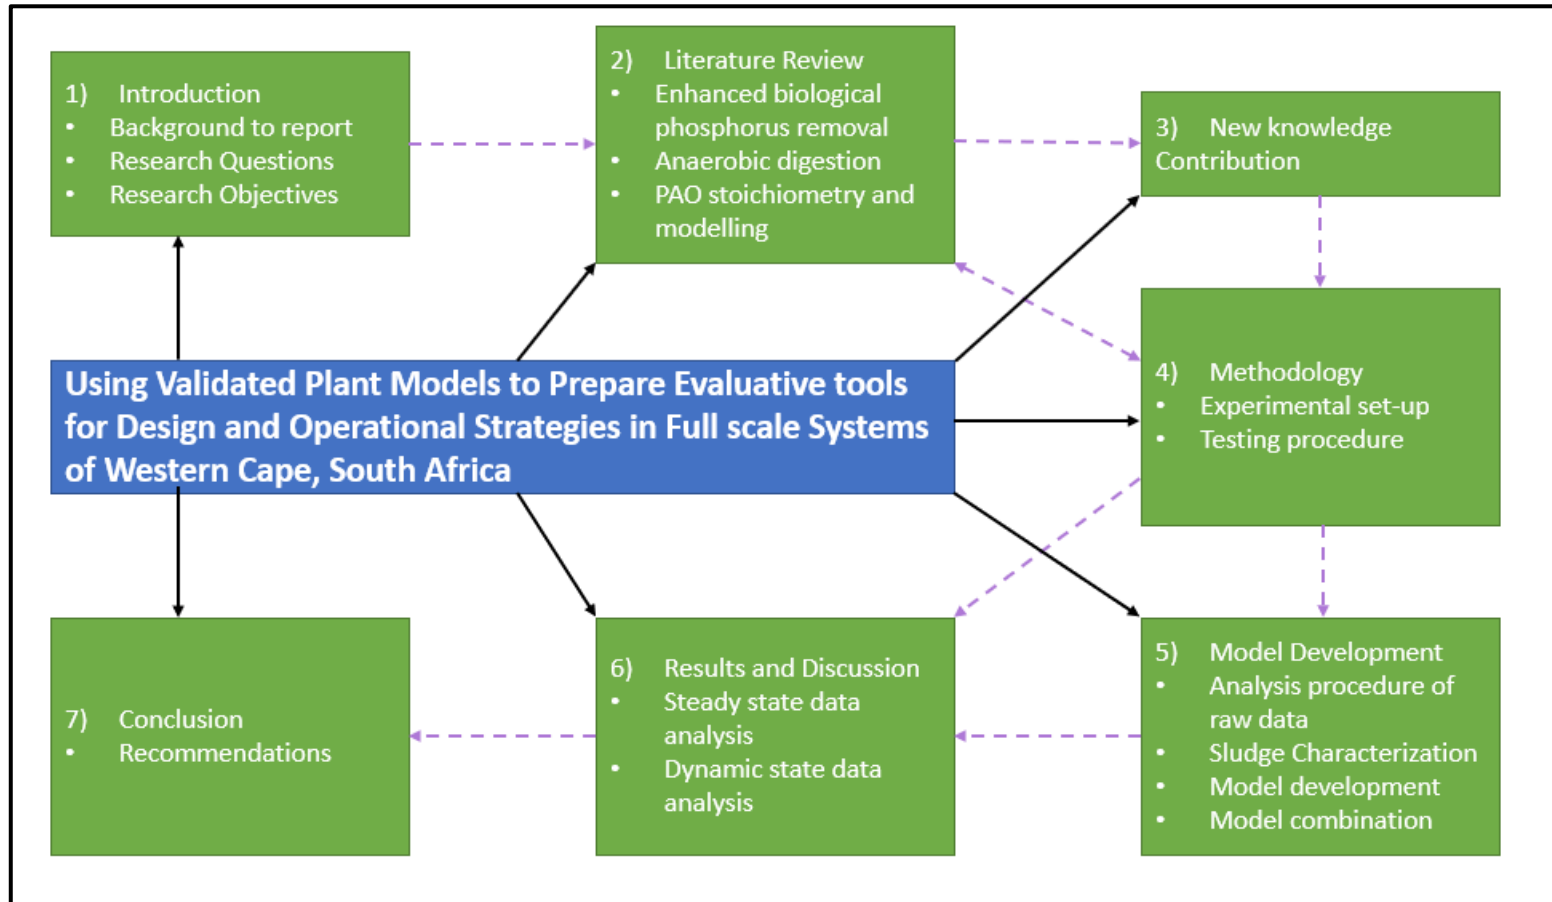 1) Introduction
• Background to report
• Research Questions
• Research Objectives
2) Literature Review
• Enhanced biological
phosphorus removal
• Anaerobic digestion
• PAO stoichiometry and
modelling
3) New knowledge
Contribution
Using Validated Plant Models to Prepare Evaluative tools
for Design and Operational Strategies in Full scale Systems
of Western Cape, South Africa
4) Methodology
• Experimental set-up
• Testing procedure
5) Model Development
• Analysis procedure of
raw data
• Sludge Characterization
• Model development
• Model combination
6) Results and Discussion
• Steady state data
analysis
• Dynamic state data
analysis
7) Conclusion
• Recommendations